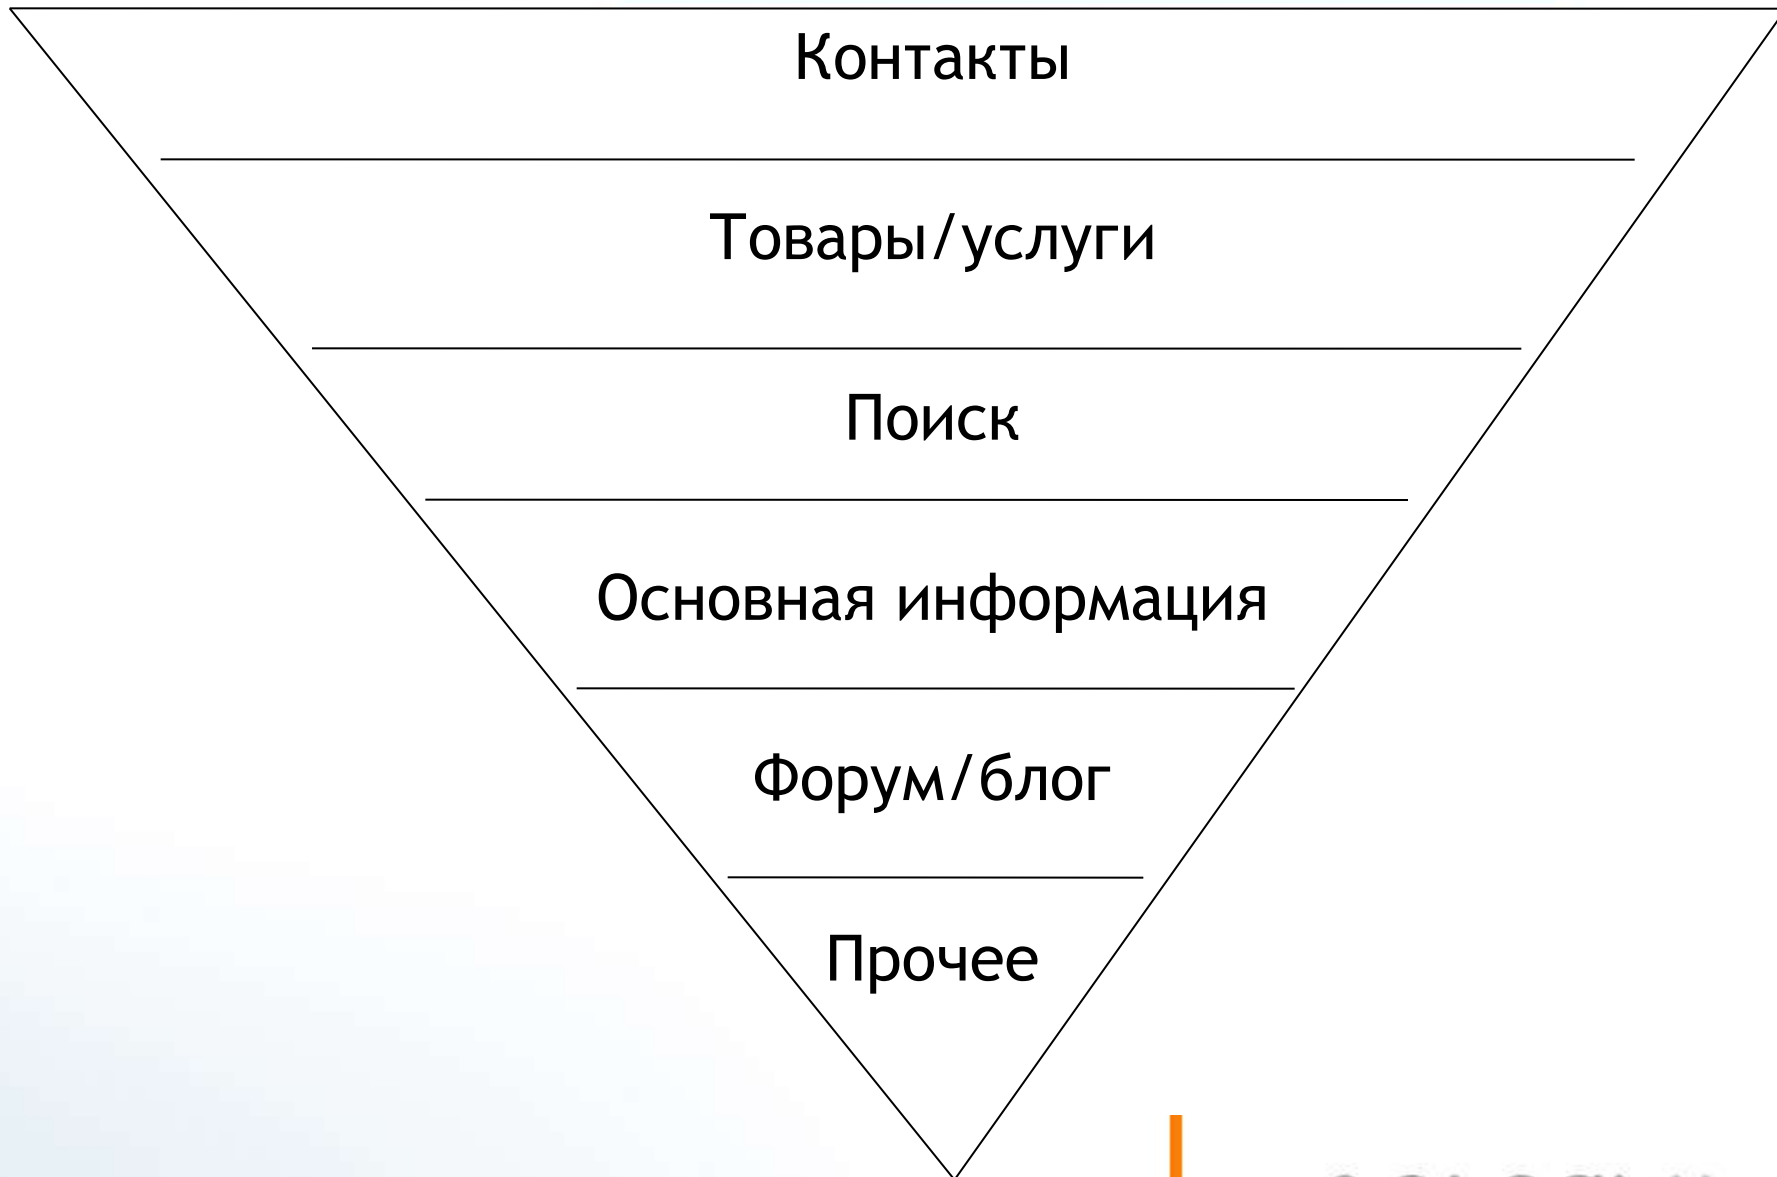 Контакты
Товары/услуги
Поиск
Основная информация
Форум/блог
Прочее